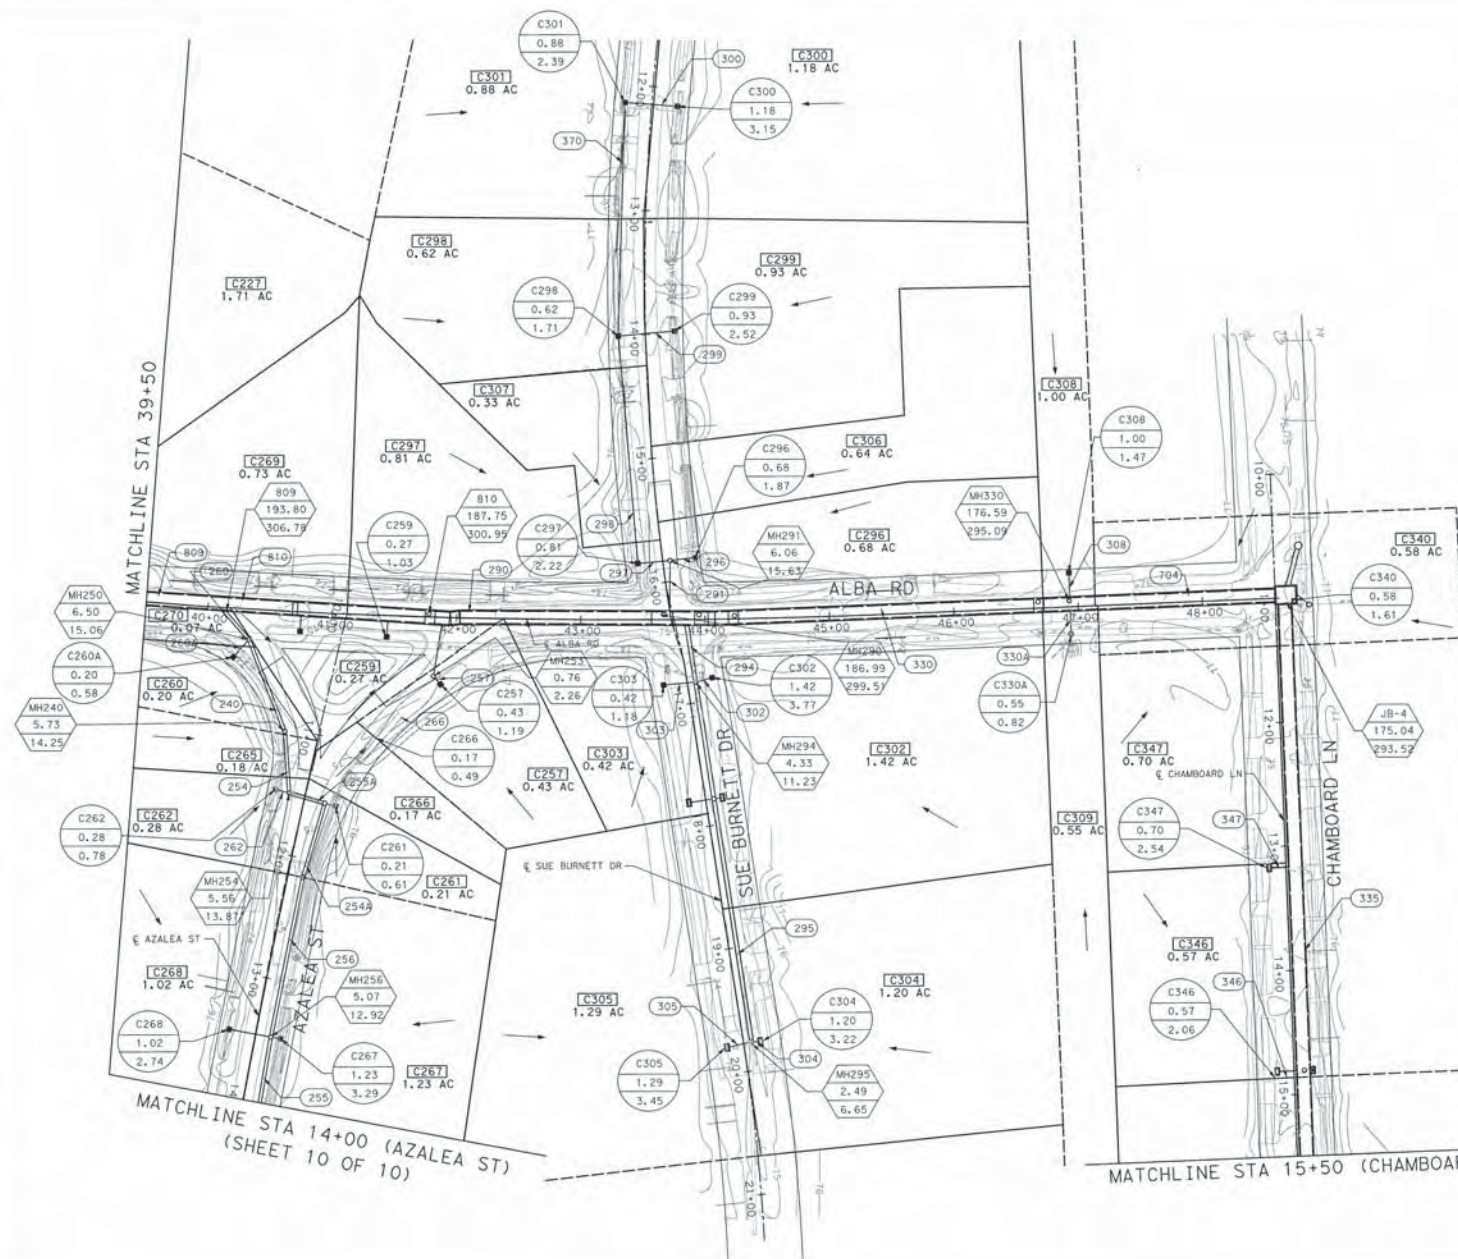 C301
0.88
2.39
300
C300
1.18 AC
C301
0.88 AC
12+00
C300
1.18
3.15
370
13+00
C298
0.62 AC
C299
0.93 AC
C227
1.71 AC
C298
0.62
1.71
C299
0.93
2.52
14+00
299
MATCHLINE STA 39+50
C307
0.33 AC
C308
1.00 AC
C297
0.81 AC
C296
0.68
1.87
C306
0.64 AC
C308
1.00
1.47
15+00
10+00
C269
0.73 AC
809
193.80
306.78
810
187.75
300.95
C259
0.27
1.03
C297
0.81
2.22
298
MH291
6.06
15.63
C296
0.68 AC
MH330
176.59
295.09
308
C340
0.58 AC
809
810
260
290
297
16+00
296
291
ALBA RD
704
C340
0.58
1.61
MH250
6.50
15.06
C270
0.07 AC
40+00
41+00
42+00
43+00
44+00
45+00
46+00
47+00
48+00
11+00
260A
C260A
0.20
0.58
C259
0.27 AC
℄ ALBA RD
MH253
0.76
2.26
C303
0.42
1.18
294
C302
1.42
3.77
MH290
186.99
299.51
330
330A
C260
0.20 AC
240
257
C257
0.43
1.19
17+00
302
303
C330A
0.55
0.82
MH240
5.73
14.25
266
C266
0.17
0.49
11+00
MH294
4.33
11.23
C302
1.42 AC
C347
0.70 AC
12+00
JB-4
175.04
293.52
C265
0.18 AC
C303
0.42 AC
C257
0.43 AC
254
255A
℄ CHAMBOARD LN
C266
0.17 AC
C262
0.28 AC
C262
0.28
0.78
262
12+00
C261
0.21
0.61
C261
0.21 AC
18+00
SUE BURNETT DR
C309
0.55 AC
C347
0.70
2.54
347
13+00
CHAMBOARD LN
℄ SUE BURNETT DR
MH254
5.56
13.87
254A
335
℄ AZALEA ST
256
AZALEA ST
295
19+00
C346
0.57 AC
C268
1.02 AC
13+00
MH256
5.07
12.92
C305
1.29 AC
C304
1.20 AC
14+00
346
C346
0.57
2.06
305
C304
1.20
3.22
304
C268
1.02
2.74
C267
1.23
3.29
C267
1.23 AC
C305
1.29
3.45
20+00
MH295
2.49
6.65
255
15+00
MATCHLINE STA 14+00 (AZALEA ST)
(SHEET 10 OF 10)
MATCHLINE STA 15+50 (CHAMBOAR
21+00